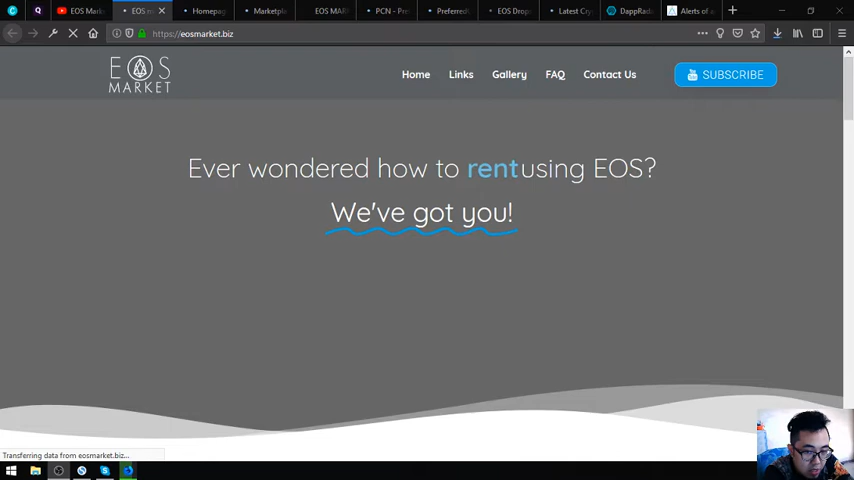 EOS Mark
EOS m
Homepag
Marketpl
EOS MAR
PCN - Pre
Preferred
EOS Drop
Latest Cry
DappRad
Alerts of a
https://eosmarket.biz
EOS
MARKET
Home
Links
Gallery
FAQ
Contact Us
SUBSCRIBE
Ever wondered how to rent using EOS?
We've got you!
Transferring data from eosmarket.biz...